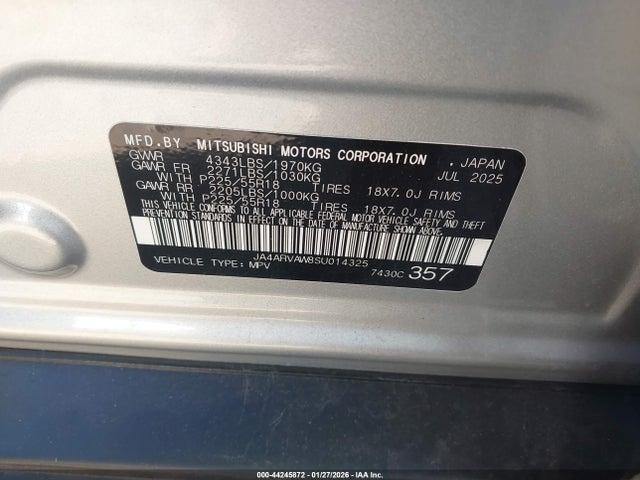 MFD.BY MITSUBISHI MOTORS CORPORATION . JAPAN
GVWR 4343LBS/1970KG JUL 2025
GAWR FR 2271LBS/1030KG
WITH P225/55R18 TIRES 18X7.0J RIMS
GAWR RR 2205LBS/1000KG
WITH P225/55R18 TIRES 18X7.0J RIMS
THIS VEHICLE CONFORMS TO ALL APPLICABLE FEDERAL MOTOR VEHICLE SAFETY AND THEFT
PREVENTION STANDARDS IN EFFECT ON THE DATE OF MANUFACTURE SHOWN ABOVE.
JA4ARVAW8SU014325
VEHICLE TYPE:MPV 7430C 357
000-44245872 | 01/27/2026 | IAA Inc.